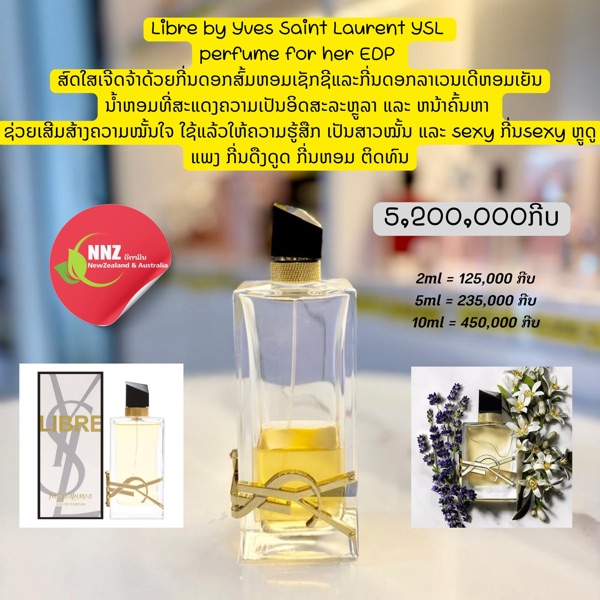 Libre by Yves Saint Laurent YSL
perfume for her EDP
ສົດໃສເຈີດຈ້າດ້ວຍກິ່ນດອກສົ້ມຫອມເຊັກຊີແລະກິ່ນດອກລາເວນເດີຫອມເຢັນ
ນ້ຳຫອມທີ່ສະແດງຄວາມເປັນອິດສະລະຫຼູລາ ແລະ ຫນ້າຄົ້ນຫາ
ຊ່ວຍເສີມສ້າງຄວາມໝັ້ນໃຈ ໃຊ້ແລ້ວໃຫ້ຄວາມຮູ້ສຶກ ເປັນສາວໝັ້ນ ແລະ sexy ກິ່ນsexy ຫຼູດູ
ແພງ ກິ່ນດຶງດູດ ກິ່ນຫອມ ຕິດທົນ
5,200,000ກີບ
NNZ
NewZealand & Australia
2ml = 125,000 ກີບ
5ml = 235,000 ກີບ
10ml = 450,000 ກີບ
LIBRE